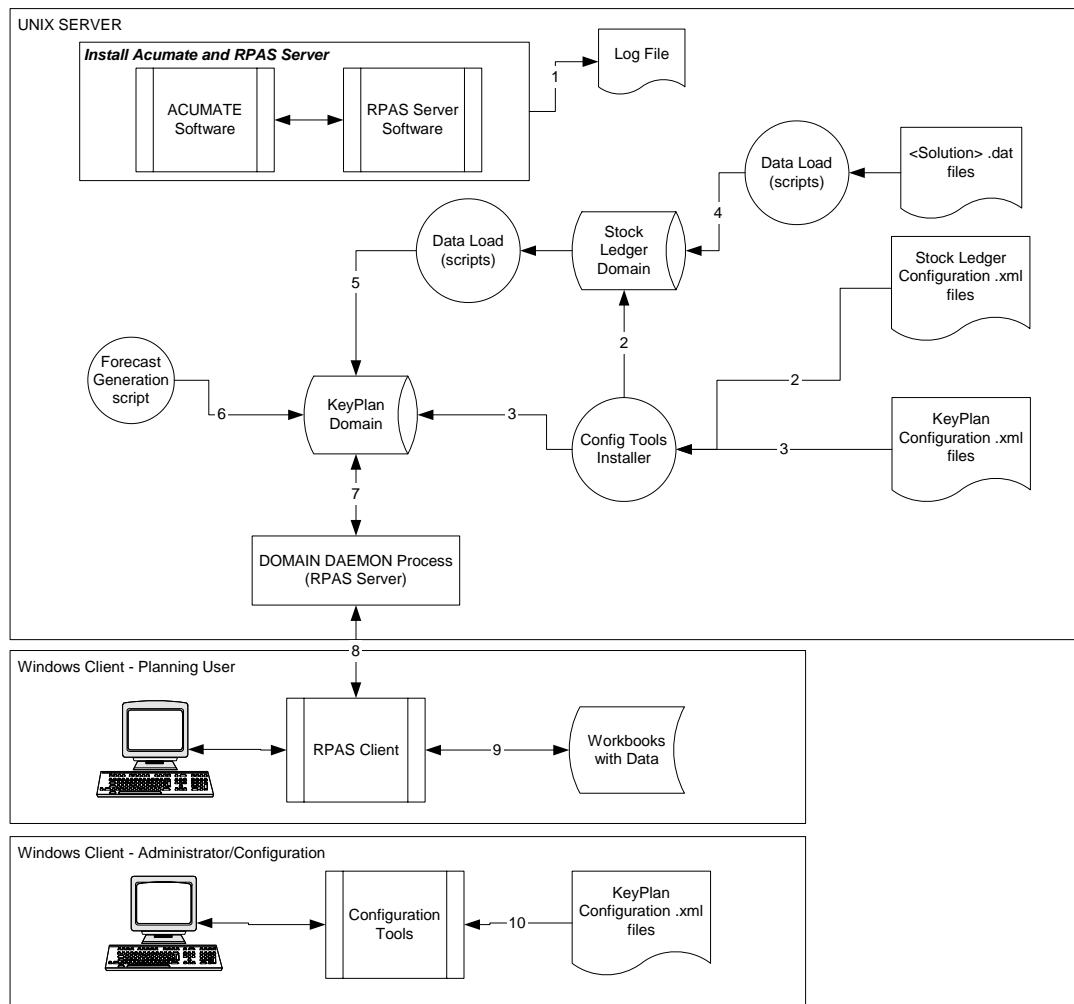 UNIX SERVER
Install Acumate and RPAS Server
ACUMATE
Software
RPAS Server
Software
1
Log File
Data Load
(scripts)
<Solution> .dat
files
4
Stock
Ledger
Domain
Data Load
(scripts)
5
Stock Ledger
Configuration .xml
files
2
2
Forecast
Generation
script
6
KeyPlan
Domain
3
Config Tools
Installer
3
KeyPlan
Configuration .xml
files
7
DOMAIN DAEMON Process
(RPAS Server)
8
Windows Client - Planning User
RPAS Client
9
Workbooks
with Data
Windows Client - Administrator/Configuration
Configuration
Tools
10
KeyPlan
Configuration .xml
files